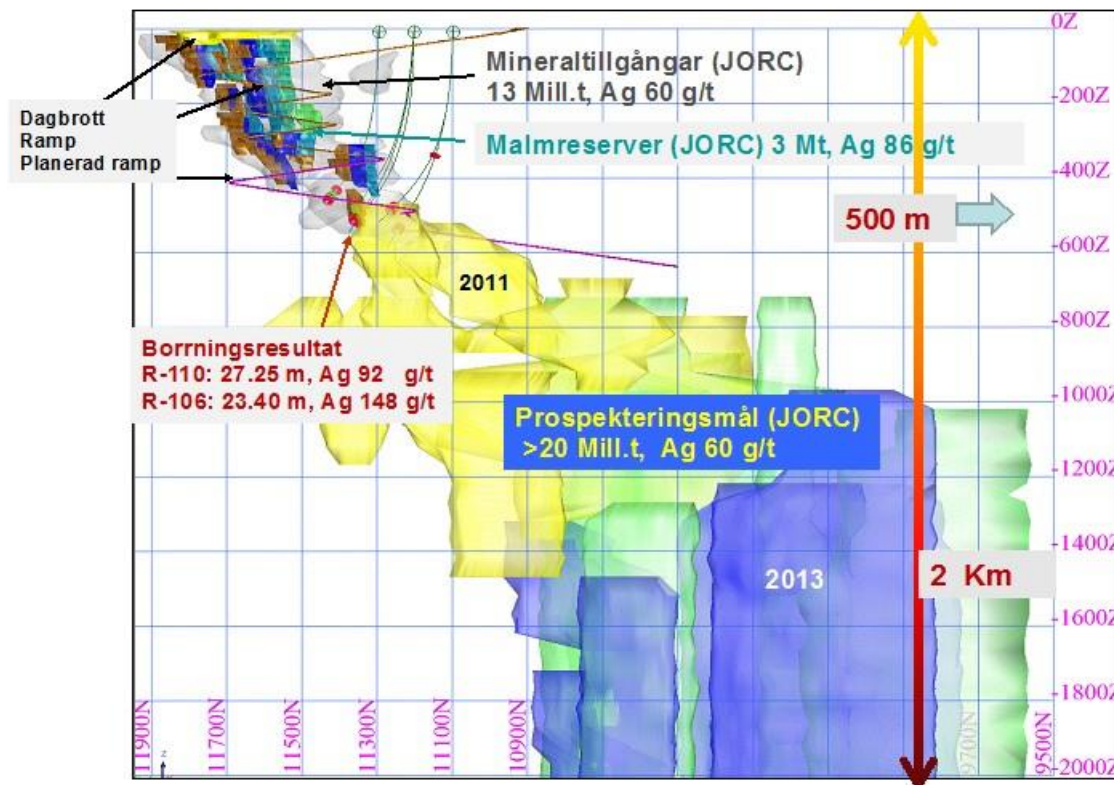 0Z
Mineraltillgångar (JORC)
13 Mill.t, Ag 60 g/t
-200Z
Dagbrott
Ramp
Planerad ramp
Malmreserver (JORC) 3 Mt, Ag 86 g/t
-400Z
500 m
-600Z
2011
-800Z
Borrningsresultat
R-110: 27.25 m, Ag 92 g/t
R-106: 23.40 m, Ag 148 g/t
-1000Z
Prospekteringsmål (JORC)
>20 Mill.t, Ag 60 g/t
-1200Z
-1400Z
2013
2 Km
-1600Z
-1800Z
-2000Z
11900N
11700N
11500N
11300N
11100N
10900N
9700N
9500N